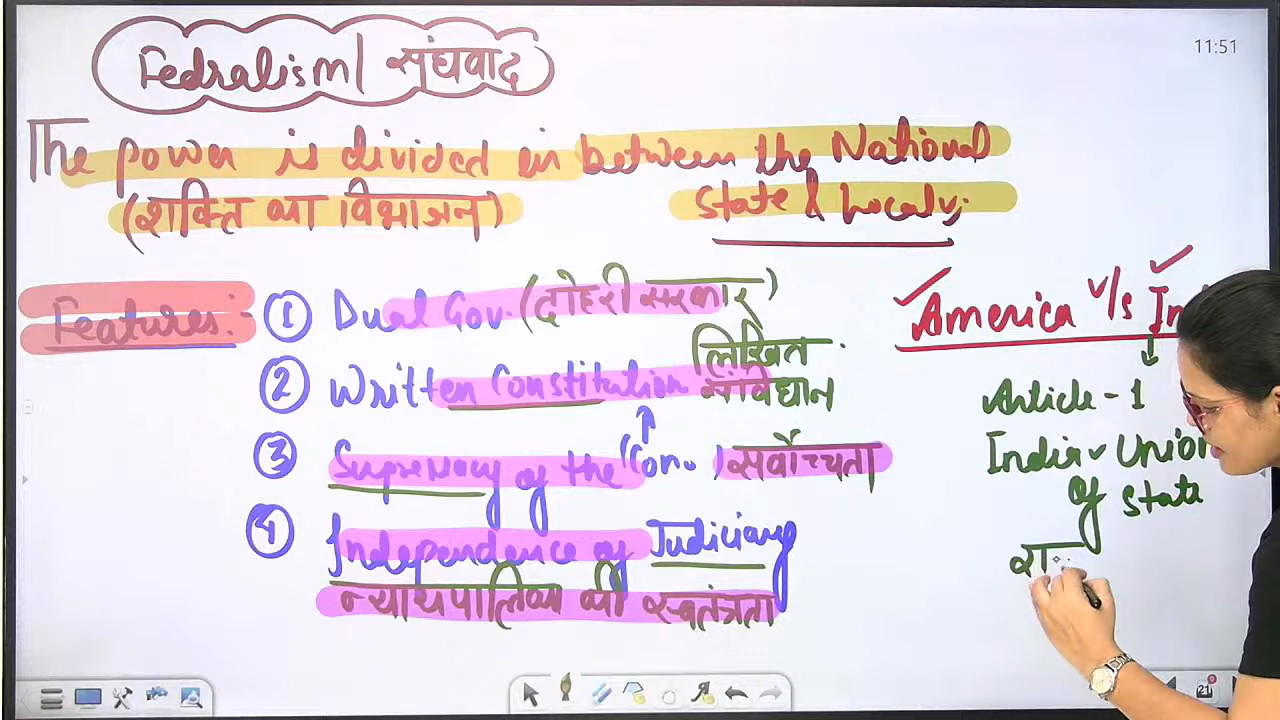 11:51
Fedralism / संघवाद
The power is divided in between the National
(शक्ति का विभाजन) State & Local
Features:- ① Dual Gov. (दोहरी सरकार)
② Written Constitution लिखित संविधान
③ Supremacy of the (Con.) सर्वोच्चता
④ Independence of Judiciary
न्यायपालिका की स्वतंत्रता
America v/s In
Article - 1
India Union
of State
रा
21